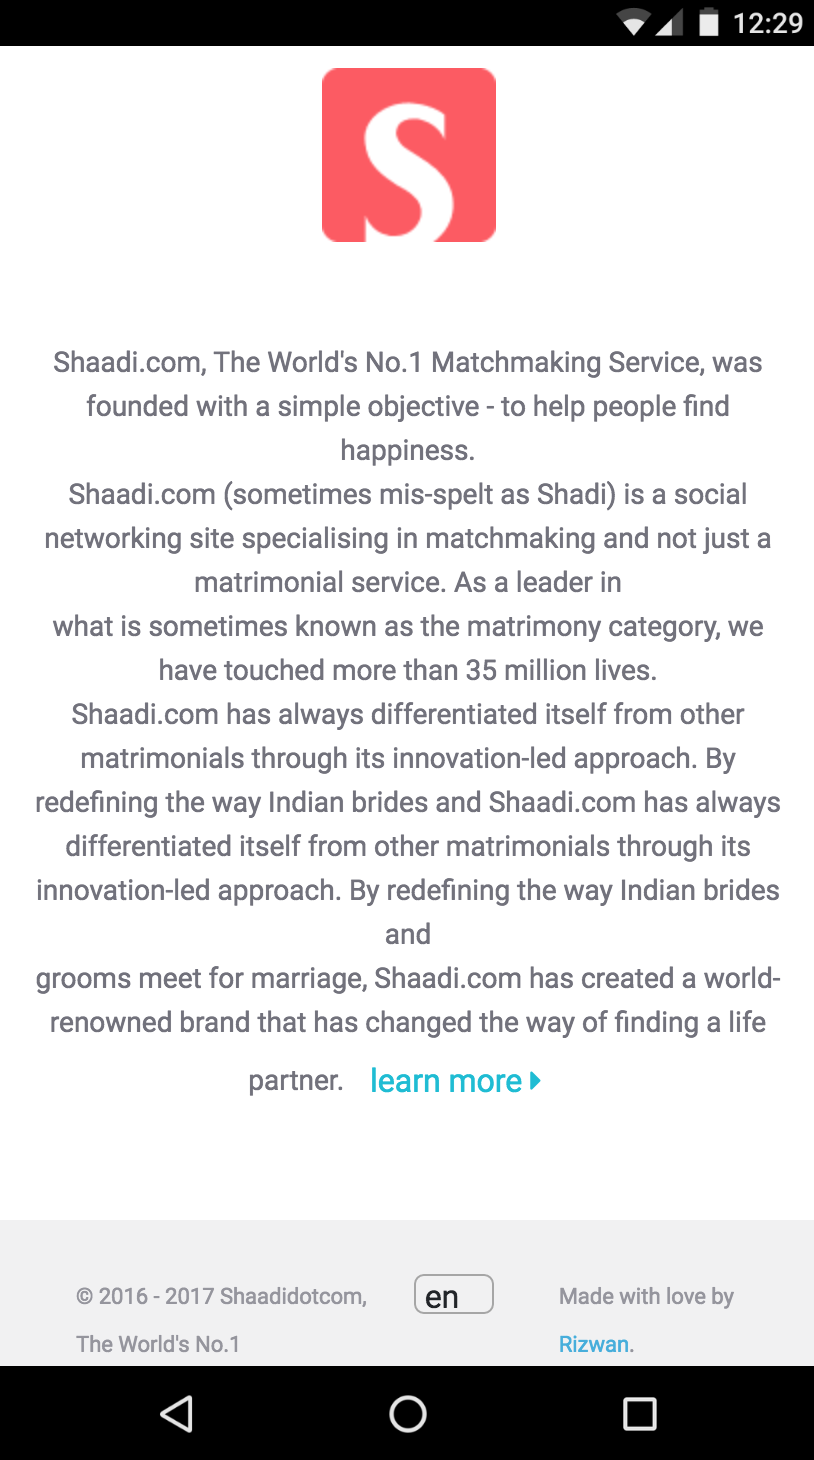 12:29
S
Shaadi.com, The World's No.1 Matchmaking Service, was
founded with a simple objective - to help people find
happiness.
Shaadi.com (sometimes mis-spelt as Shadi) is a social
networking site specialising in matchmaking and not just a
matrimonial service. As a leader in
what is sometimes known as the matrimony category, we
have touched more than 35 million lives.
Shaadi.com has always differentiated itself from other
matrimonials through its innovation-led approach. By
redefining the way Indian brides and Shaadi.com has always
differentiated itself from other matrimonials through its
innovation-led approach. By redefining the way Indian brides
and
grooms meet for marriage, Shaadi.com has created a world-
renowned brand that has changed the way of finding a life
partner. learn more
© 2016 - 2017 Shaadidotcom, en Made with love by
The World's No.1 Rizwan.